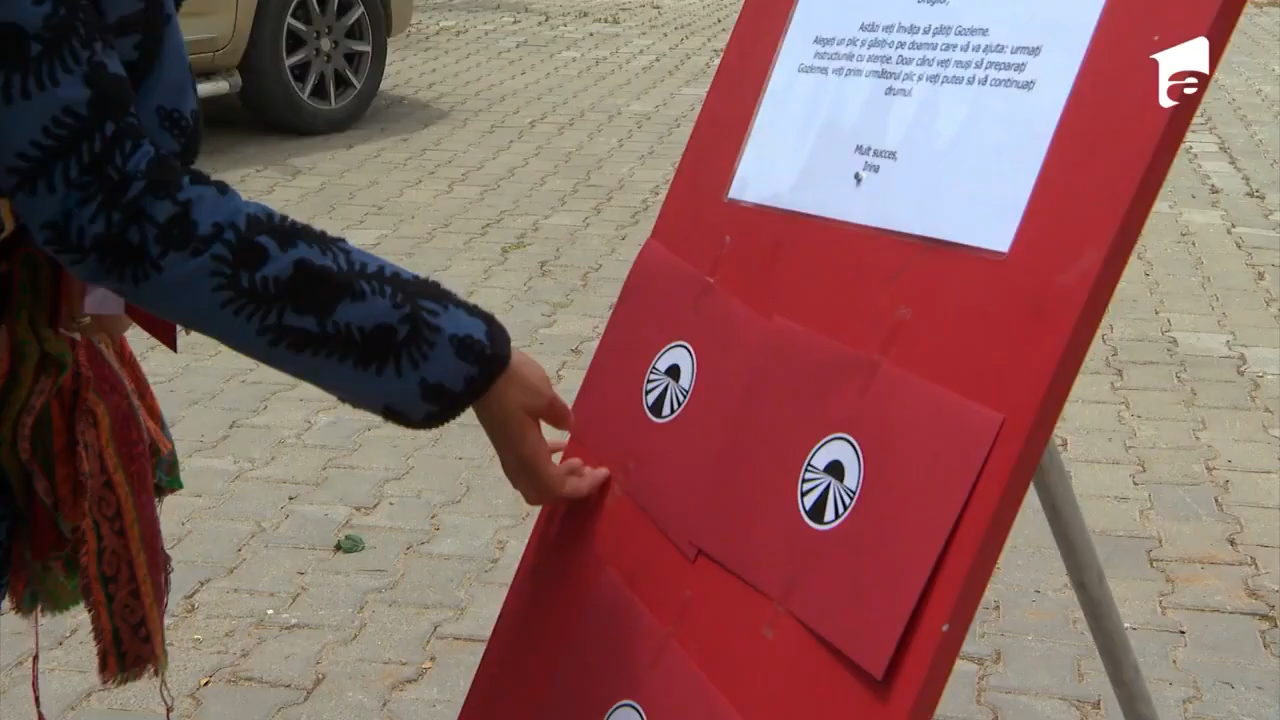 Dragilor,
Astăzi veți învăța să gătiți Gozleme.
Alegeți un plic și găsiți-o pe doamna care vă va ajuta: urmați
instrucțiunile cu atenție. Doar când veți reuși să preparați
Gozlemeș veți primi următorul plic și veți putea să vă continuați
drumul.
Mult succes,
Irina